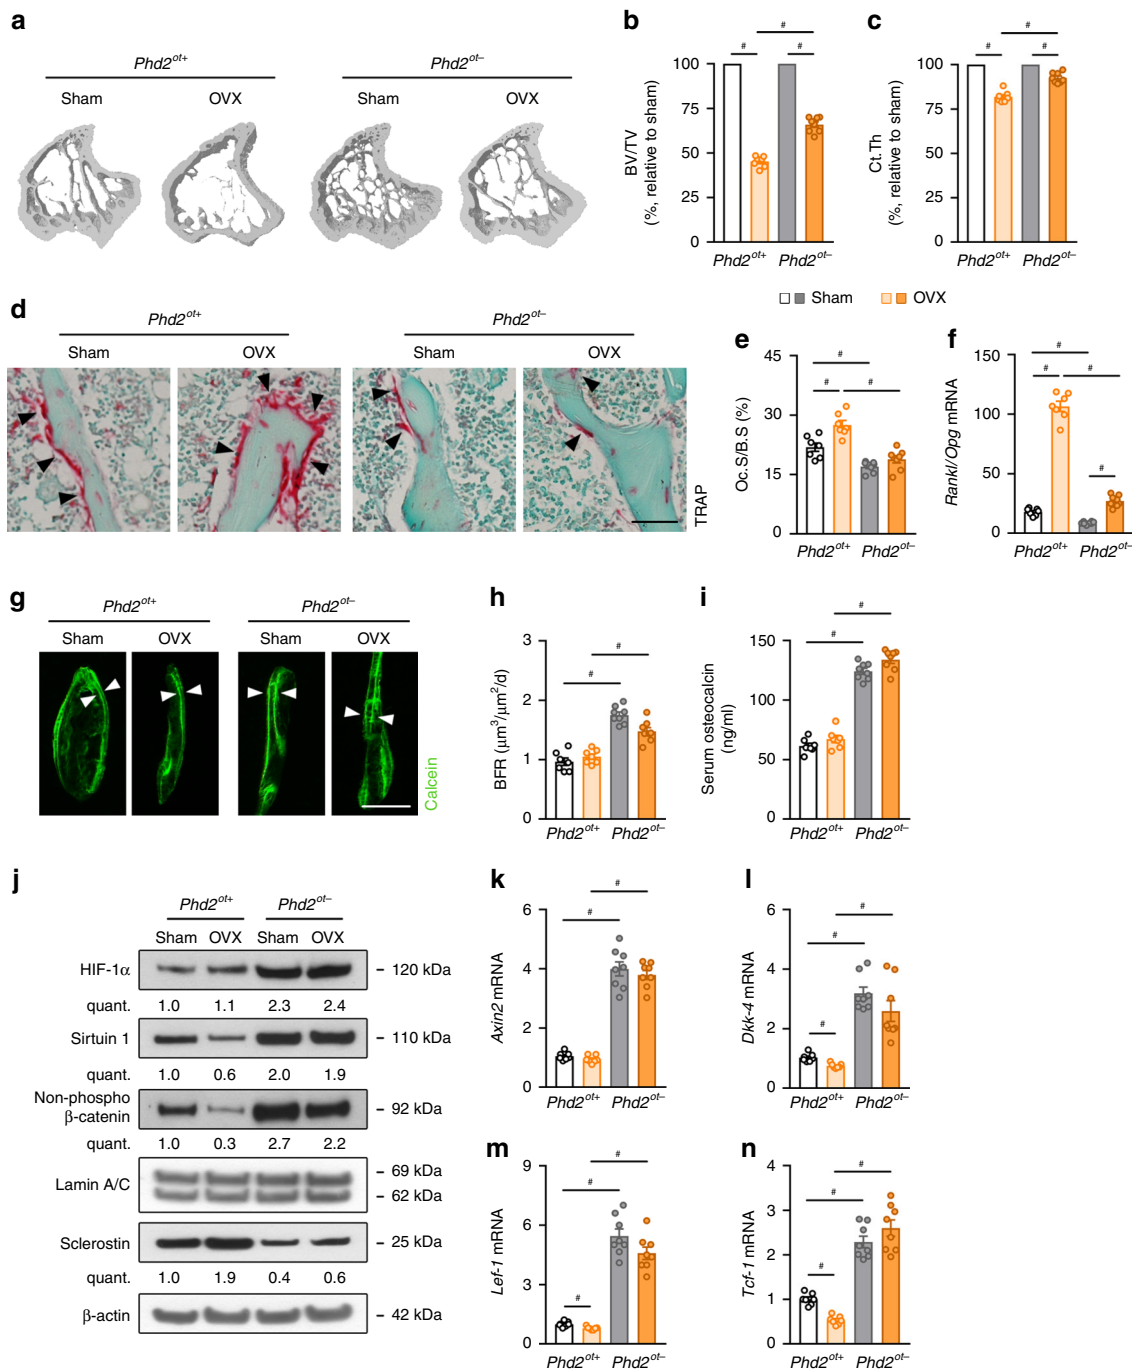 a
Phd2ot+
Phd2ot–
Sham
OVX
Sham
OVX
b
#
#
#
100
75
50
25
0
BV/TV
(%, relative to sham)
Phd2ot+
Phd2ot–
c
#
#
#
100
75
50
25
0
Ct.Th
(%, relative to sham)
Phd2ot+
Phd2ot–
Sham
OVX
d
Phd2ot+
Phd2ot–
Sham
OVX
Sham
OVX
TRAP
e
#
#
#
45
30
15
0
Oc.S/B.S (%)
Phd2ot+
Phd2ot–
f
#
#
#
#
150
100
50
0
Rankl/Opg mRNA
Phd2ot+
Phd2ot–
g
Phd2ot+
Phd2ot–
Sham
OVX
Sham
OVX
Calcein
h
#
#
3
2
1
0
BFR (μm³/μm²/d)
Phd2ot+
Phd2ot–
i
#
#
150
100
50
0
Serum osteocalcin
(ng/ml)
Phd2ot+
Phd2ot–
j
Phd2ot+
Phd2ot–
Sham OVX Sham OVX
HIF-1α – 120 kDa
quant. 1.0 1.1 2.3 2.4
Sirtuin 1 – 110 kDa
quant. 1.0 0.6 2.0 1.9
Non-phospho
β-catenin – 92 kDa
quant. 1.0 0.3 2.7 2.2
– 69 kDa
Lamin A/C
– 62 kDa
Sclerostin – 25 kDa
quant. 1.0 1.9 0.4 0.6
β-actin – 42 kDa
k
#
#
6
4
2
0
Axin2 mRNA
Phd2ot+
Phd2ot–
l
#
#
#
6
4
2
0
Dkk-4 mRNA
Phd2ot+
Phd2ot–
m
#
#
#
9
6
3
0
Lef-1 mRNA
Phd2ot+
Phd2ot–
n
#
#
#
4
3
2
1
0
Tcf-1 mRNA
Phd2ot+
Phd2ot–